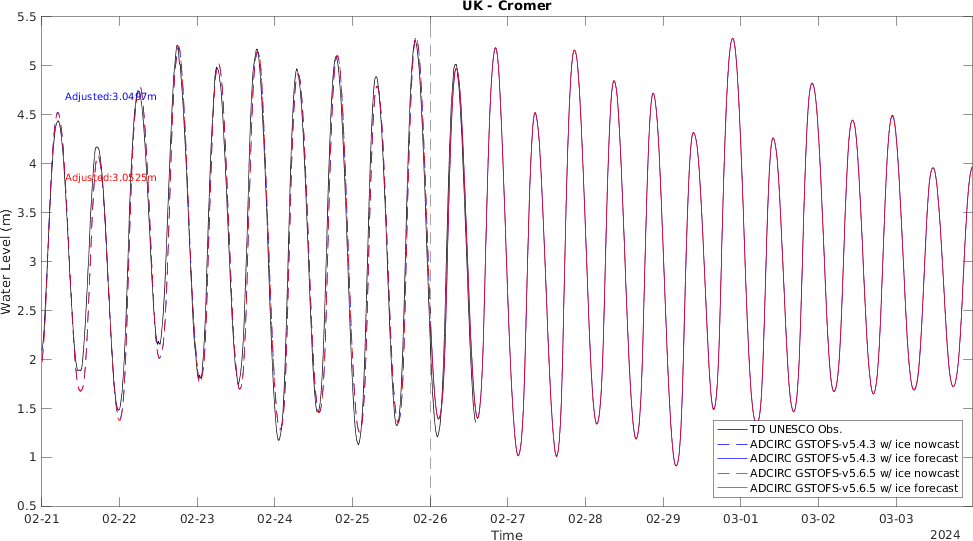 UK - Cromer
5.5
5
4.5
4
3.5
3
2.5
2
1.5
1
0.5
Water Level (m)
Adjusted:3.0497m
Adjusted:3.0525m
TD UNESCO Obs.
ADCIRC GSTOFS-v5.4.3 w/ ice nowcast
ADCIRC GSTOFS-v5.4.3 w/ ice forecast
ADCIRC GSTOFS-v5.6.5 w/ ice nowcast
ADCIRC GSTOFS-v5.6.5 w/ ice forecast
02-21 02-22 02-23 02-24 02-25 02-26 02-27 02-28 02-29 03-01 03-02 03-03
Time
2024